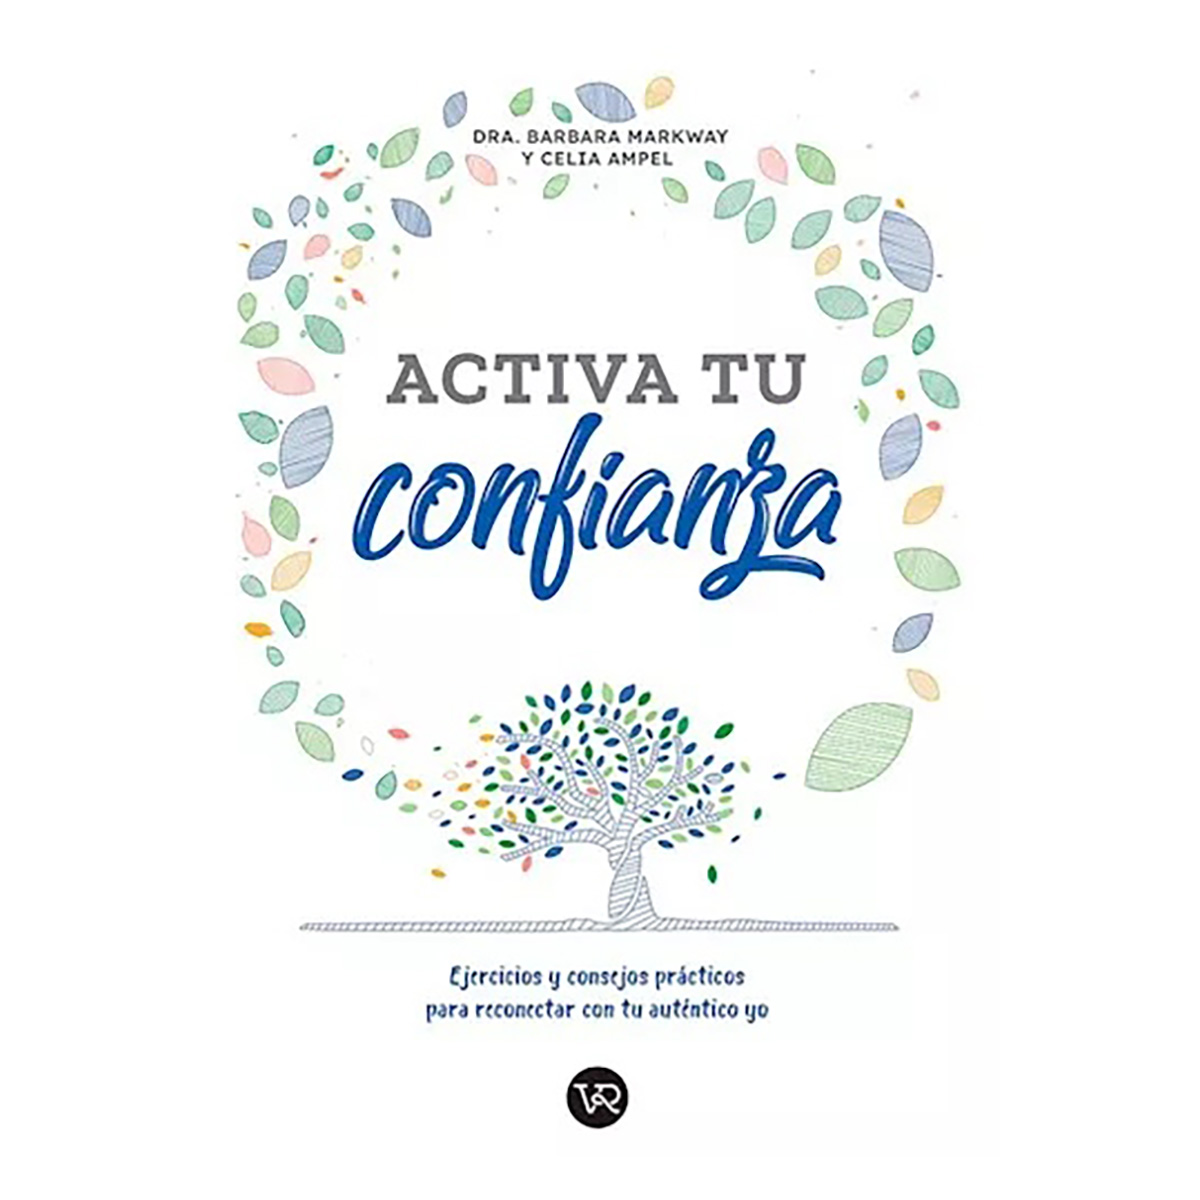 DRA. BARBARA MARKWAY
Y CELIA AMPEL
ACTIVA TU
confianza
Ejercicios y consejos prácticos
para reconectar con tu auténtico yo
VR